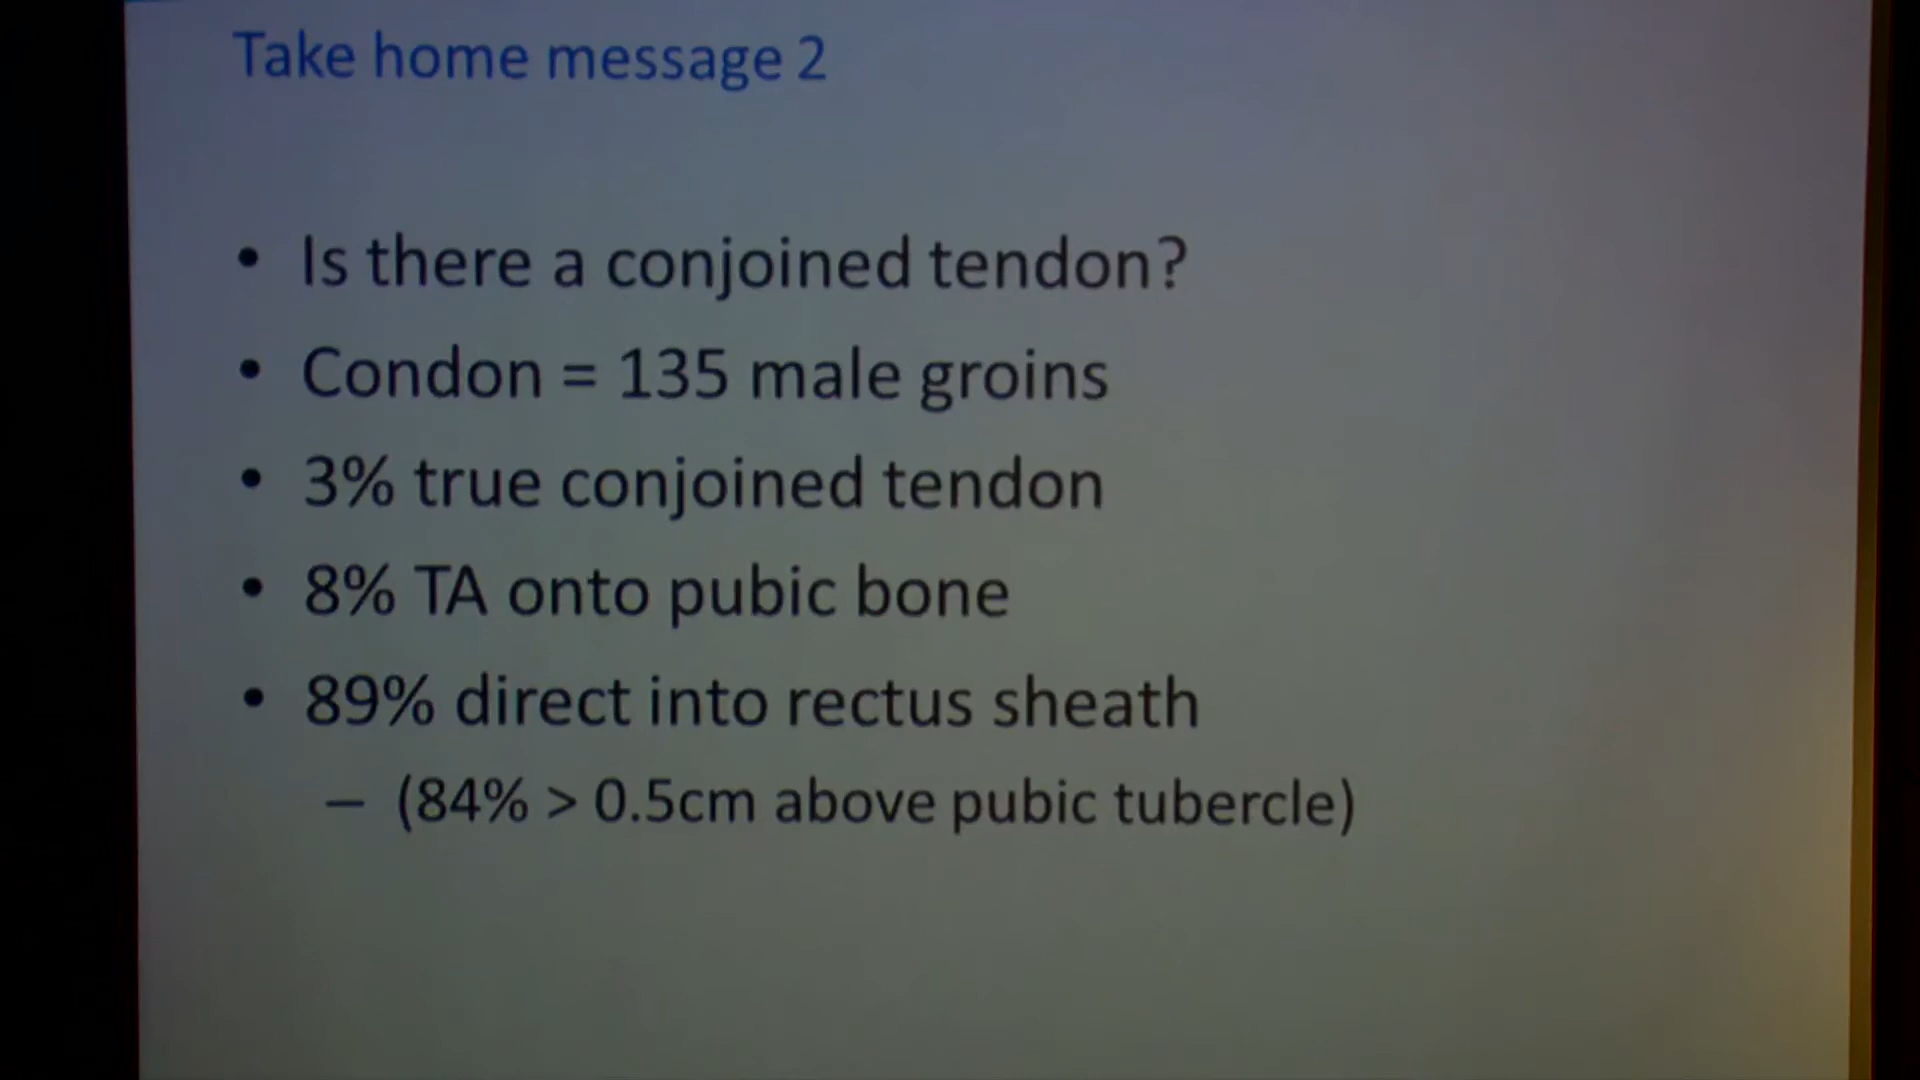 Take home message 2
• Is there a conjoined tendon?
• Condon = 135 male groins
• 3% true conjoined tendon
• 8% TA onto pubic bone
• 89% direct into rectus sheath
– (84% > 0.5cm above pubic tubercle)